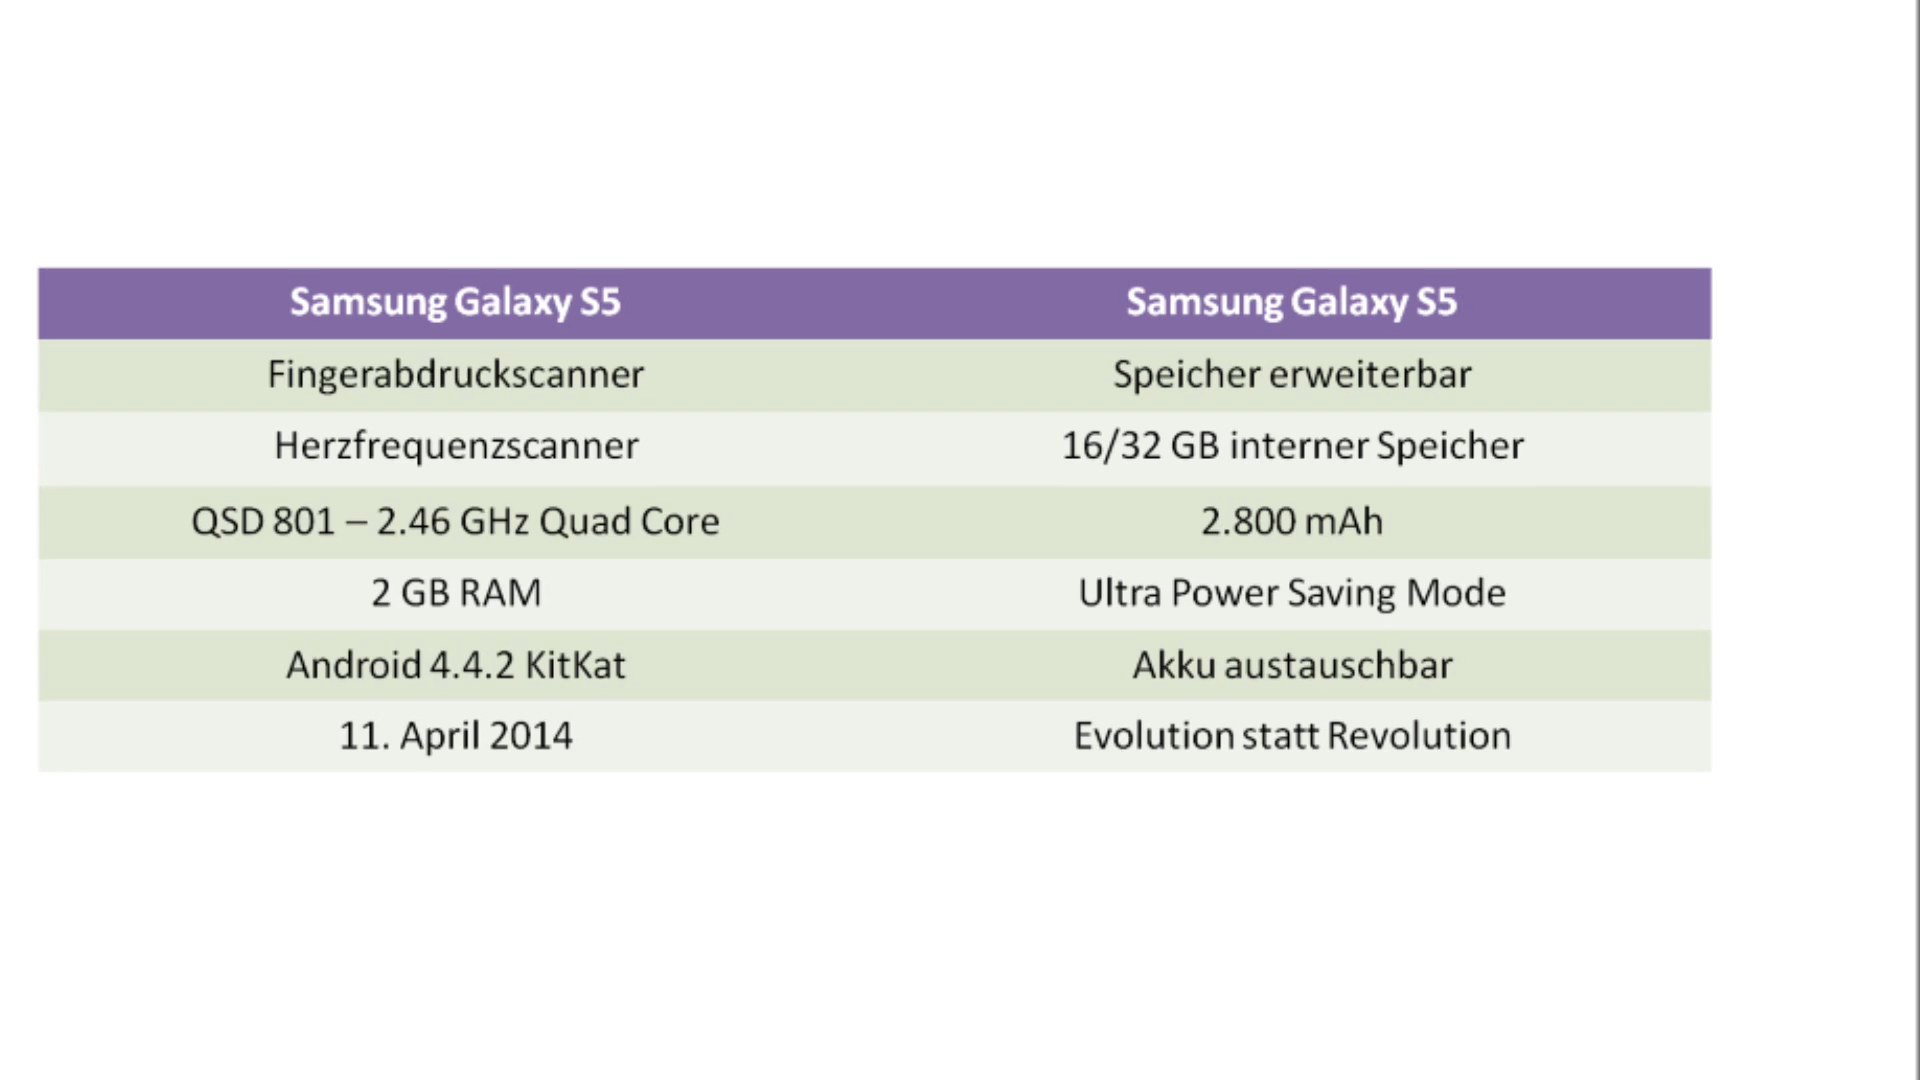 Samsung Galaxy S5 Samsung Galaxy S5
Fingerabdruckscanner Speicher erweiterbar
Herzfrequenzscanner 16/32 GB interner Speicher
QSD 801 – 2.46 GHz Quad Core 2.800 mAh
2 GB RAM Ultra Power Saving Mode
Android 4.4.2 KitKat Akku austauschbar
11. April 2014 Evolution statt Revolution